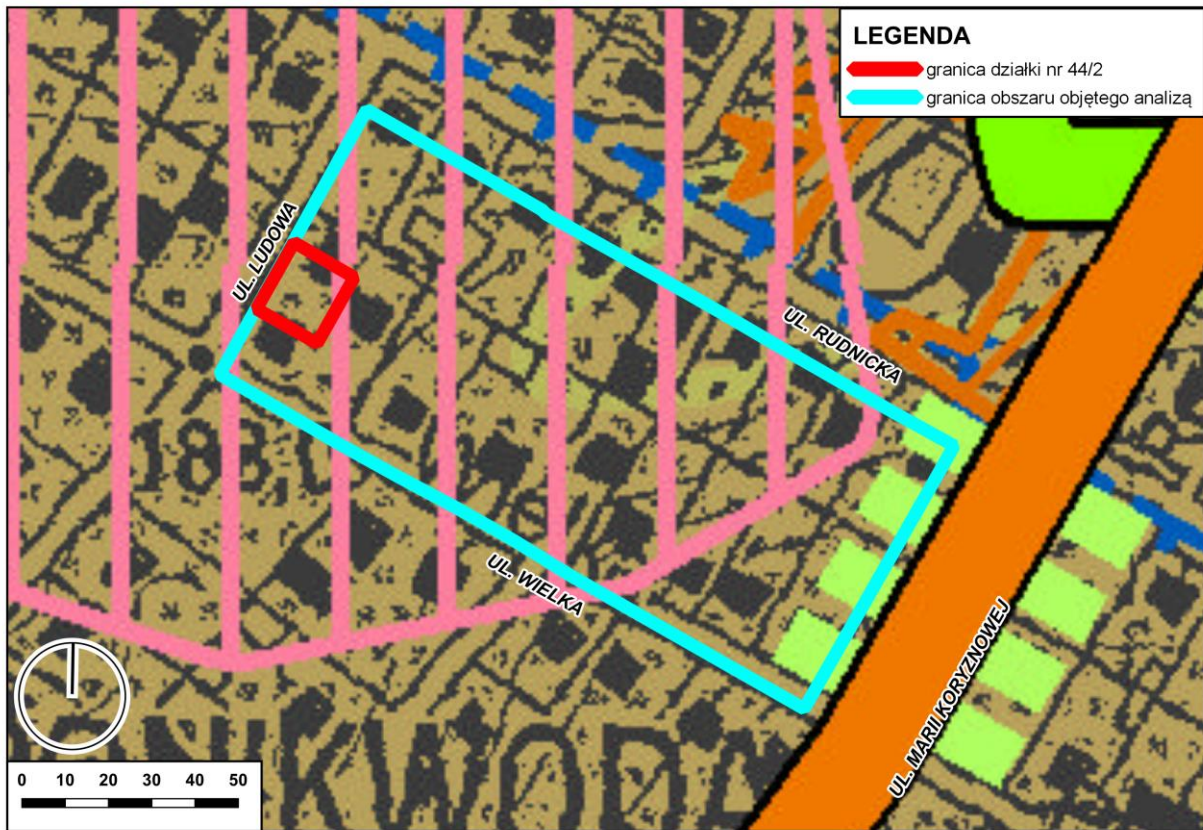 LEGENDA
granica działki nr 44/2
granica obszaru objętego analizą
UL. LUDOWA
UL. RUDNICKA
183,
UL. WIELKA
UL. MARII KORYZNOWEJ
0 10 20 30 40 50